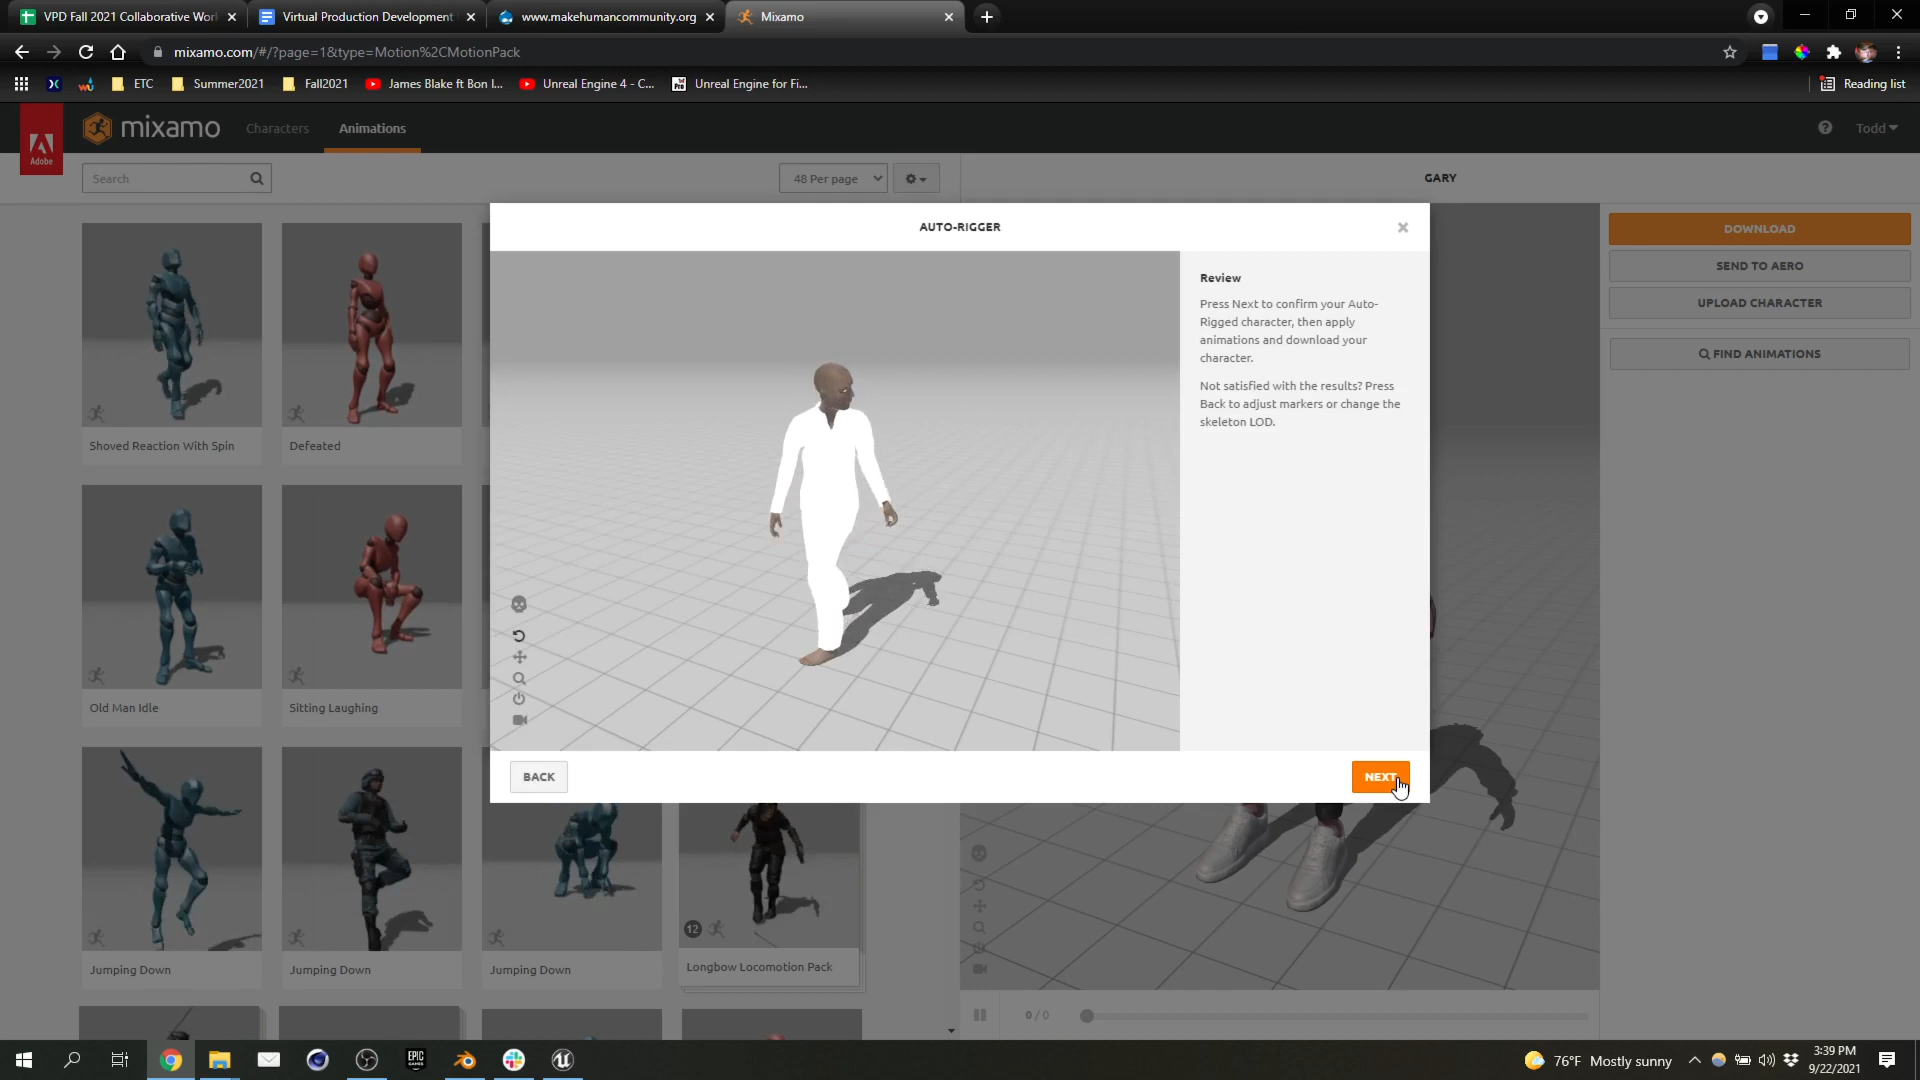 VPD Fall 2021 Collaborative Wor
Virtual Production Development
www.makehumancommunity.org
Mixamo
mixamo.com/#/?page=1&type=Motion%2CMotionPack
ETC
Summer2021
Fall2021
James Blake ft Bon I...
Unreal Engine 4 - C...
Unreal Engine for Fi...
Reading list
Adobe
mixamo
Characters
Animations
Todd
Search
48 Per page
GARY
AUTO-RIGGER
DOWNLOAD
SEND TO AERO
UPLOAD CHARACTER
FIND ANIMATIONS
Review
Press Next to confirm your Auto-
Rigged character, then apply
animations and download your
character.
Not satisfied with the results? Press
Back to adjust markers or change the
skeleton LOD.
Shoved Reaction With Spin
Defeated
Old Man Idle
Sitting Laughing
BACK
NEXT
12
Jumping Down
Jumping Down
Jumping Down
Longbow Locomotion Pack
0 / 0
EPIC
GAMES
76°F Mostly sunny
3:39 PM
9/22/2021